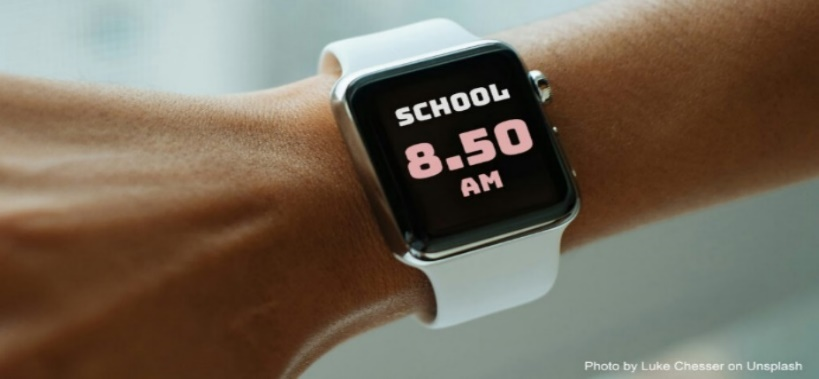 SCHOOL
8.50
AM
Photo by Luke Chesser on Unsplash